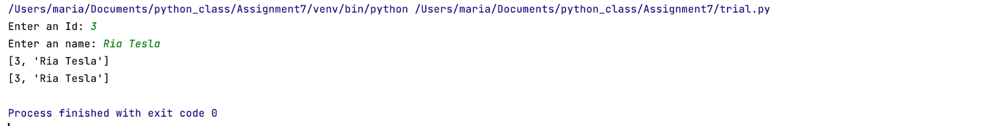 /Users/maria/Documents/python_class/Assignment7/venv/bin/python /Users/maria/Documents/python_class/Assignment7/trial.py
Enter an Id: 3
Enter an name: Ria Tesla
[3, 'Ria Tesla']
[3, 'Ria Tesla']
Process finished with exit code 0